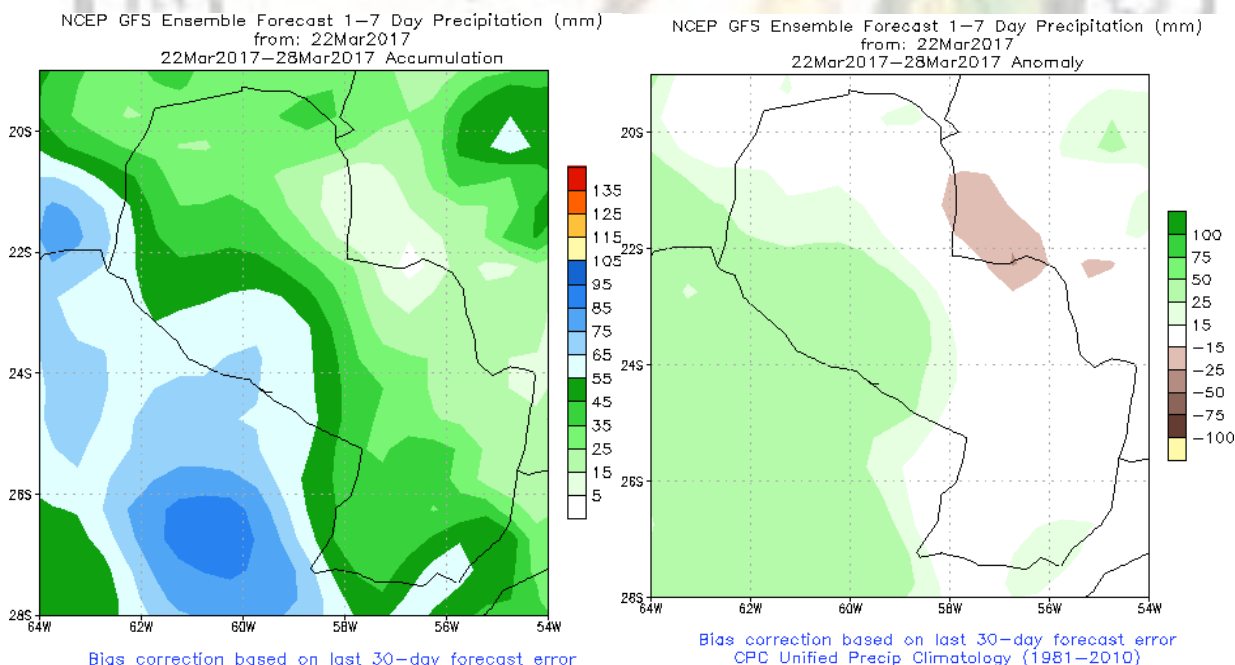 NCEP GFS Ensemble Forecast 1-7 Day Precipitation (mm)
from: 22Mar2017
22Mar2017-28Mar2017 Accumulation
20S
22S
24S
26S
28S
64W
62W
60W
58W
56W
54W
135
125
115
105
95
85
75
65
55
45
35
25
15
5
Bias correction based on last 30-day forecast error
NCEP GFS Ensemble Forecast 1-7 Day Precipitation (mm)
from: 22Mar2017
22Mar2017-28Mar2017 Anomaly
20S
22S
24S
26S
28S
64W
62W
60W
58W
56W
54W
100
75
50
25
15
-15
-25
-50
-75
-100
Bias correction based on last 30-day forecast error
CPC Unified Precip Climatology (1981-2010)